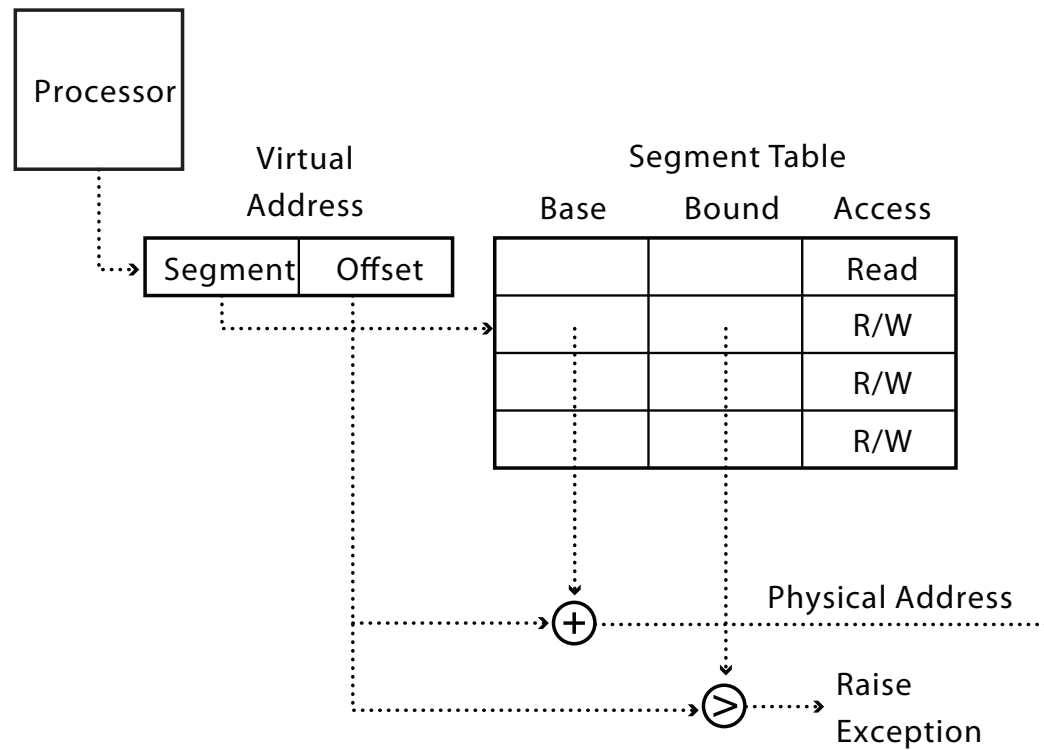 Processor
Virtual
Address
Segment Table
Base Bound Access
Segment Offset
Read
R/W
R/W
R/W
+
Physical Address
>
Raise
Exception